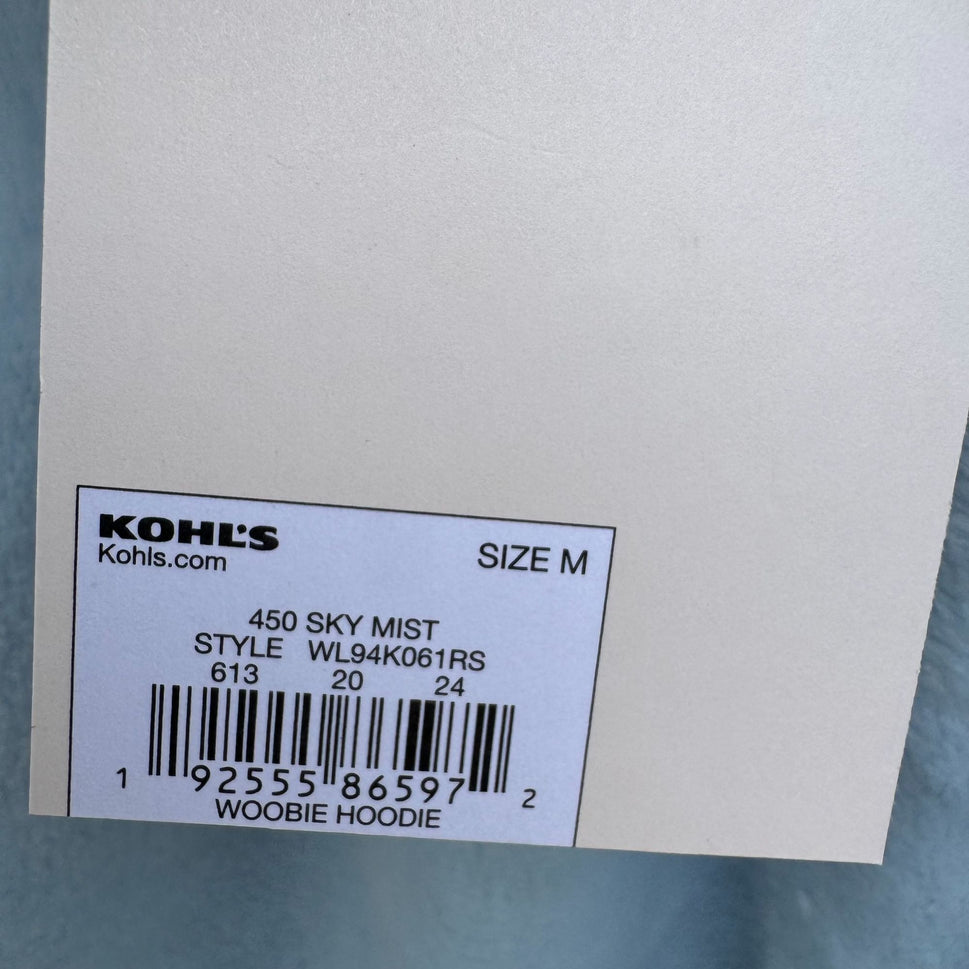 KOHL'S
Kohls.com
SIZE M
450 SKY MIST
STYLE WL94K061RS
613 20 24
1 92555 86597 2
WOOBIE HOODIE